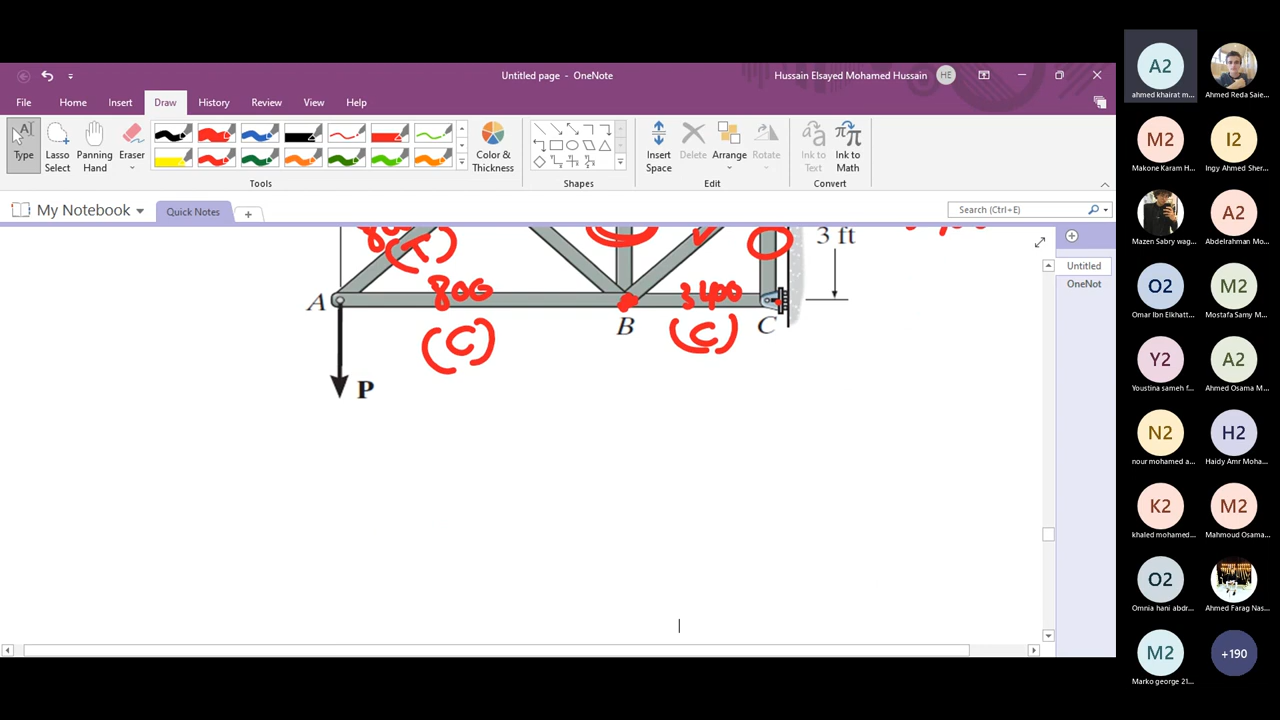 Untitled page - OneNote
Hussain Elsayed Mohamed Hussain
HE
File
Home
Insert
Draw
History
Review
View
Help
Type
Lasso
Select
Panning
Hand
Eraser
Color &
Thickness
Insert
Space
Delete
Arrange
Rotate
Ink to
Text
Ink to
Math
Tools
Shapes
Edit
Convert
My Notebook
Quick Notes
Search (Ctrl+E)
Untitled
OneNot
3 ft
(T)
A
800
3400
(C)
B
(C)
C
P
A2
ahmed khairat m...
Ahmed Reda Saie...
M2
Makone Karam H...
I2
Ingy Ahmed Sher...
Mazen Sabry wag...
A2
Abdelrahman Mo...
O2
Omar Ibn Elkhatt...
M2
Mostafa Samy M...
Y2
Youstina sameh f...
A2
Ahmed Osama M...
N2
nour mohamed a...
H2
Haidy Amr Moha...
K2
khaled mohamed...
M2
Mahmoud Osama...
O2
Omnia hani abdr...
Ahmed Farag Nas...
M2
Marko george 21...
+190